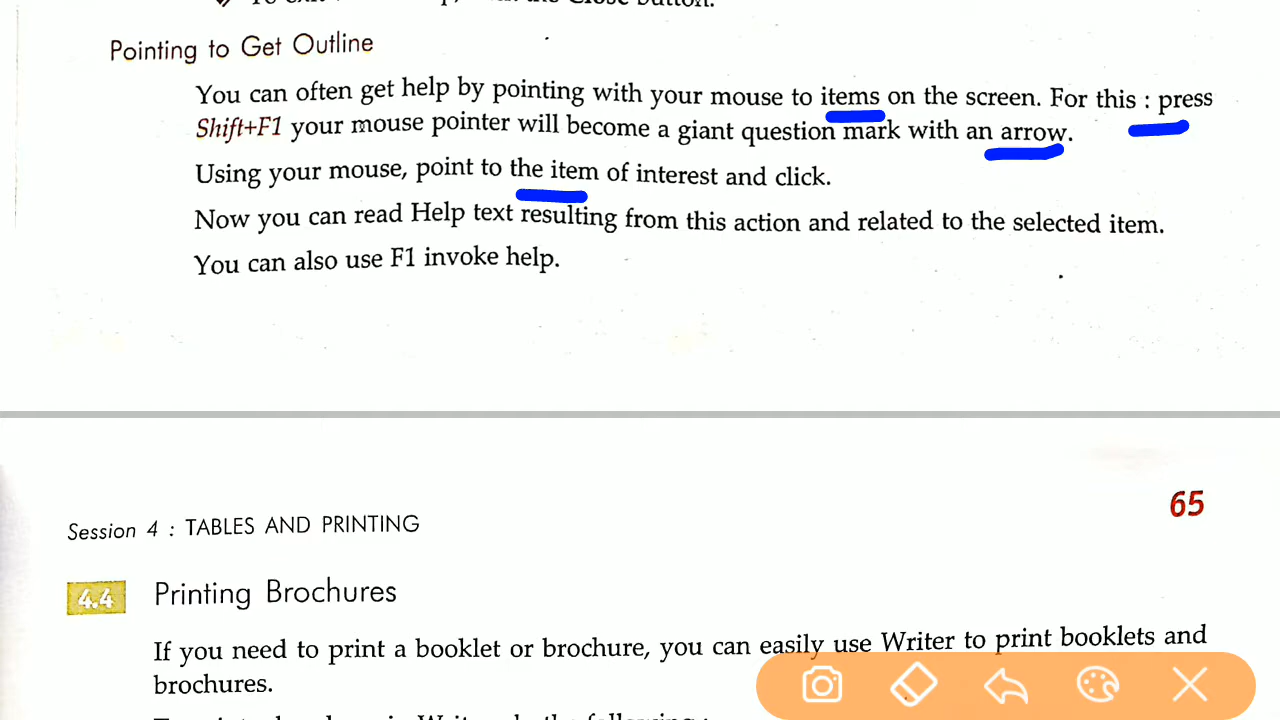 Pointing to Get Outline
You can often get help by pointing with your mouse to items on the screen. For this : press
Shift+F1 your mouse pointer will become a giant question mark with an arrow.
Using your mouse, point to the item of interest and click.
Now you can read Help text resulting from this action and related to the selected item.
You can also use F1 invoke help.
65
Session 4 : TABLES AND PRINTING
4.4 Printing Brochures
If you need to print a booklet or brochure, you can easily use Writer to print booklets and
brochures.